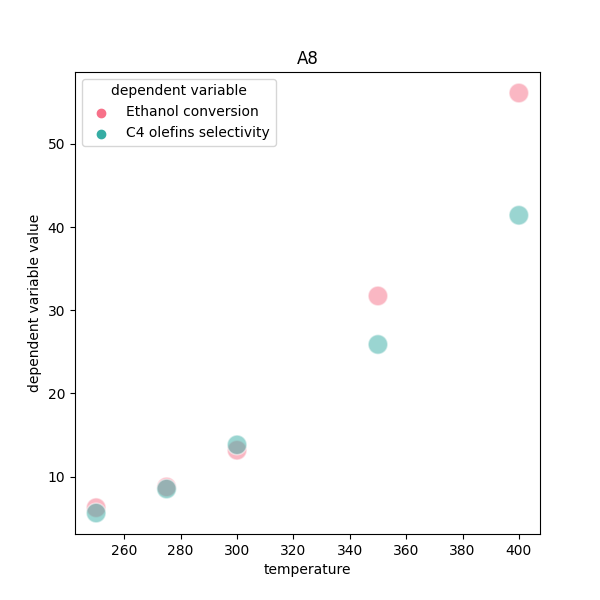 A8
dependent variable
Ethanol conversion
C4 olefins selectivity
dependent variable value
50
40
30
20
10
260 280 300 320 340 360 380 400
temperature